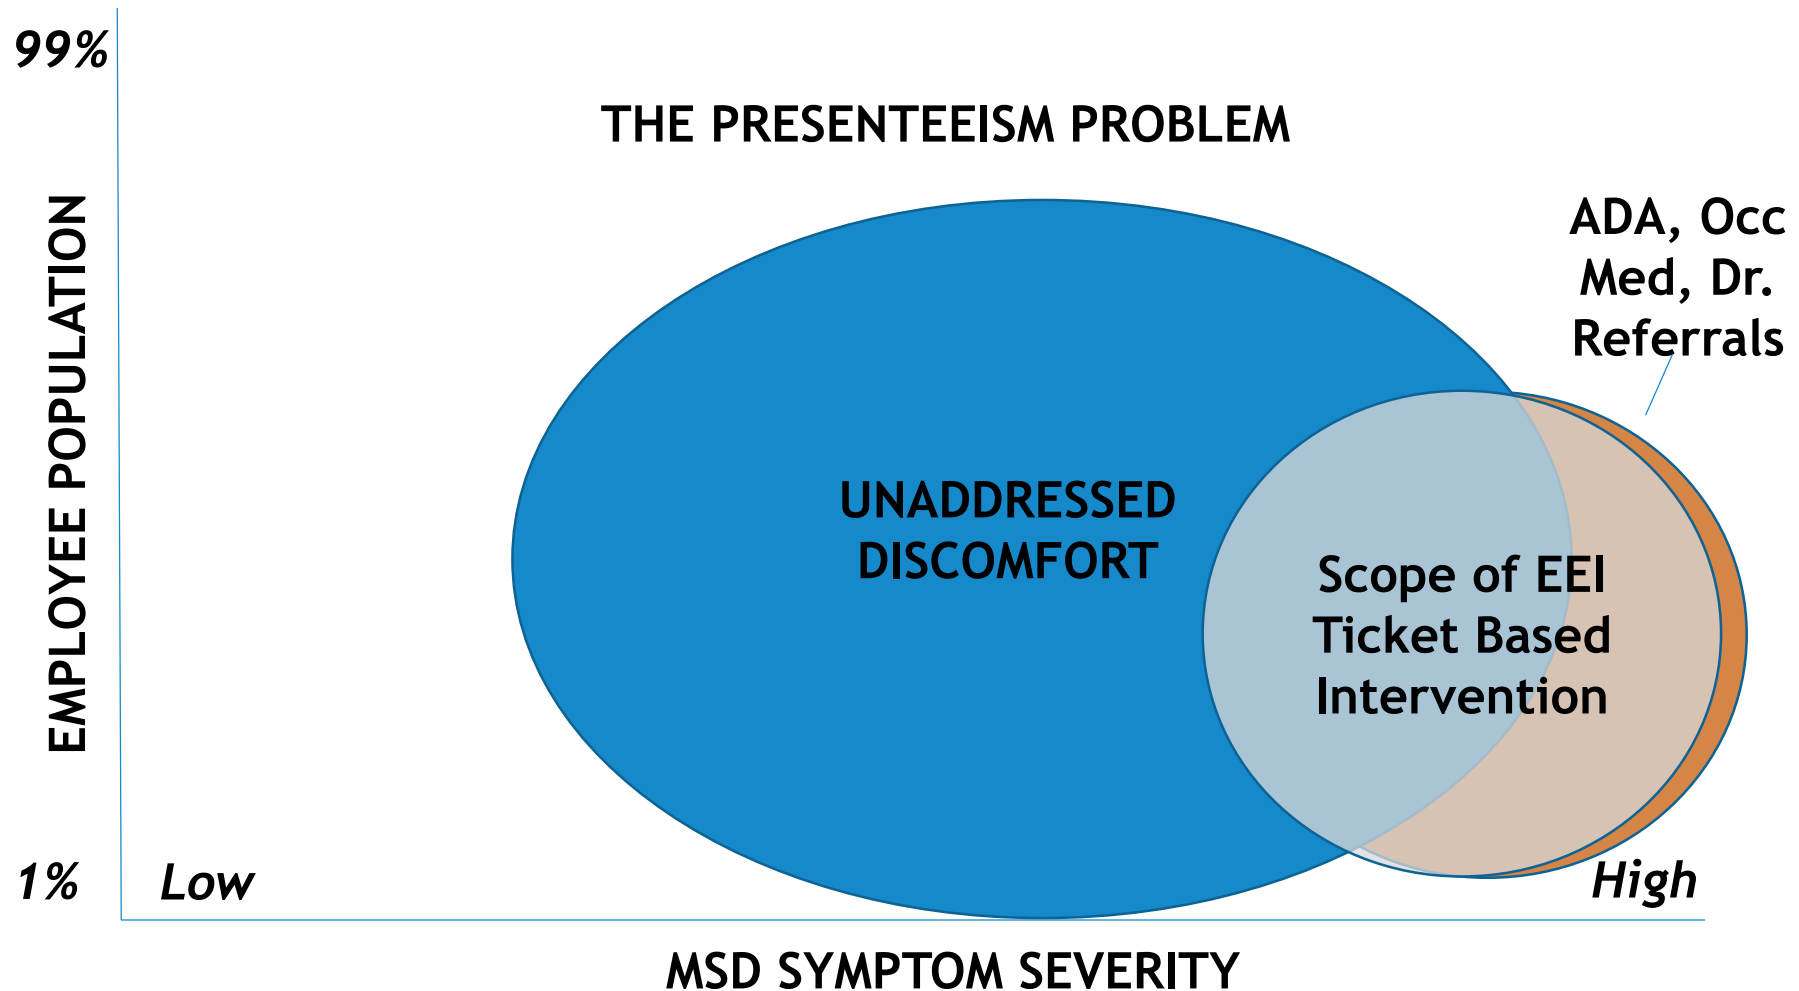 99%
THE PRESENTEEISM PROBLEM
EMPLOYEE POPULATION
ADA, Occ
Med, Dr.
Referrals
UNADDRESSED
DISCOMFORT
Scope of EEI
Ticket Based
Intervention
1%
Low
High
MSD SYMPTOM SEVERITY